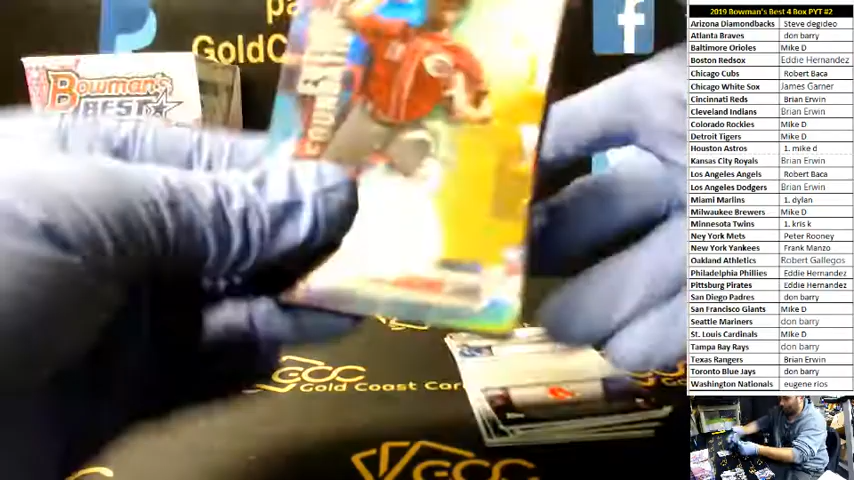 2019 Bowman's Best 4 Box PYT #2
Arizona Diamondbacks Steve degideo
Atlanta Braves don barry
Baltimore Orioles Mike D
Boston Redsox Eddie Hernandez
Chicago Cubs Robert Baca
Chicago White Sox James Garner
Cincinnati Reds Brian Erwin
Cleveland Indians Brian Erwin
Colorado Rockies Mike D
Detroit Tigers Mike D
Houston Astros 1. mike d
Kansas City Royals Brian Erwin
Los Angeles Angels Robert Baca
Los Angeles Dodgers Brian Erwin
Miami Marlins 1. dylan
Milwaukee Brewers Mike D
Minnesota Twins 1. kris k
Ney York Mets Peter Rooney
New York Yankees Frank Manzo
Oakland Athletics Robert Gallegos
Philadelphia Phillies Eddie Hernandez
Pittsburg Pirates Eddie Hernandez
San Diego Padres don barry
San Francisco Giants Mike D
Seattle Mariners don barry
St. Louis Cardinals Mike D
Tampa Bay Rays don barry
Texas Rangers Brian Erwin
Toronto Blue Jays don barry
Washington Nationals eugene rios
pa
GoldC
f
Bowman's
BEST
C
GCC
Gold Coast Car
GCC